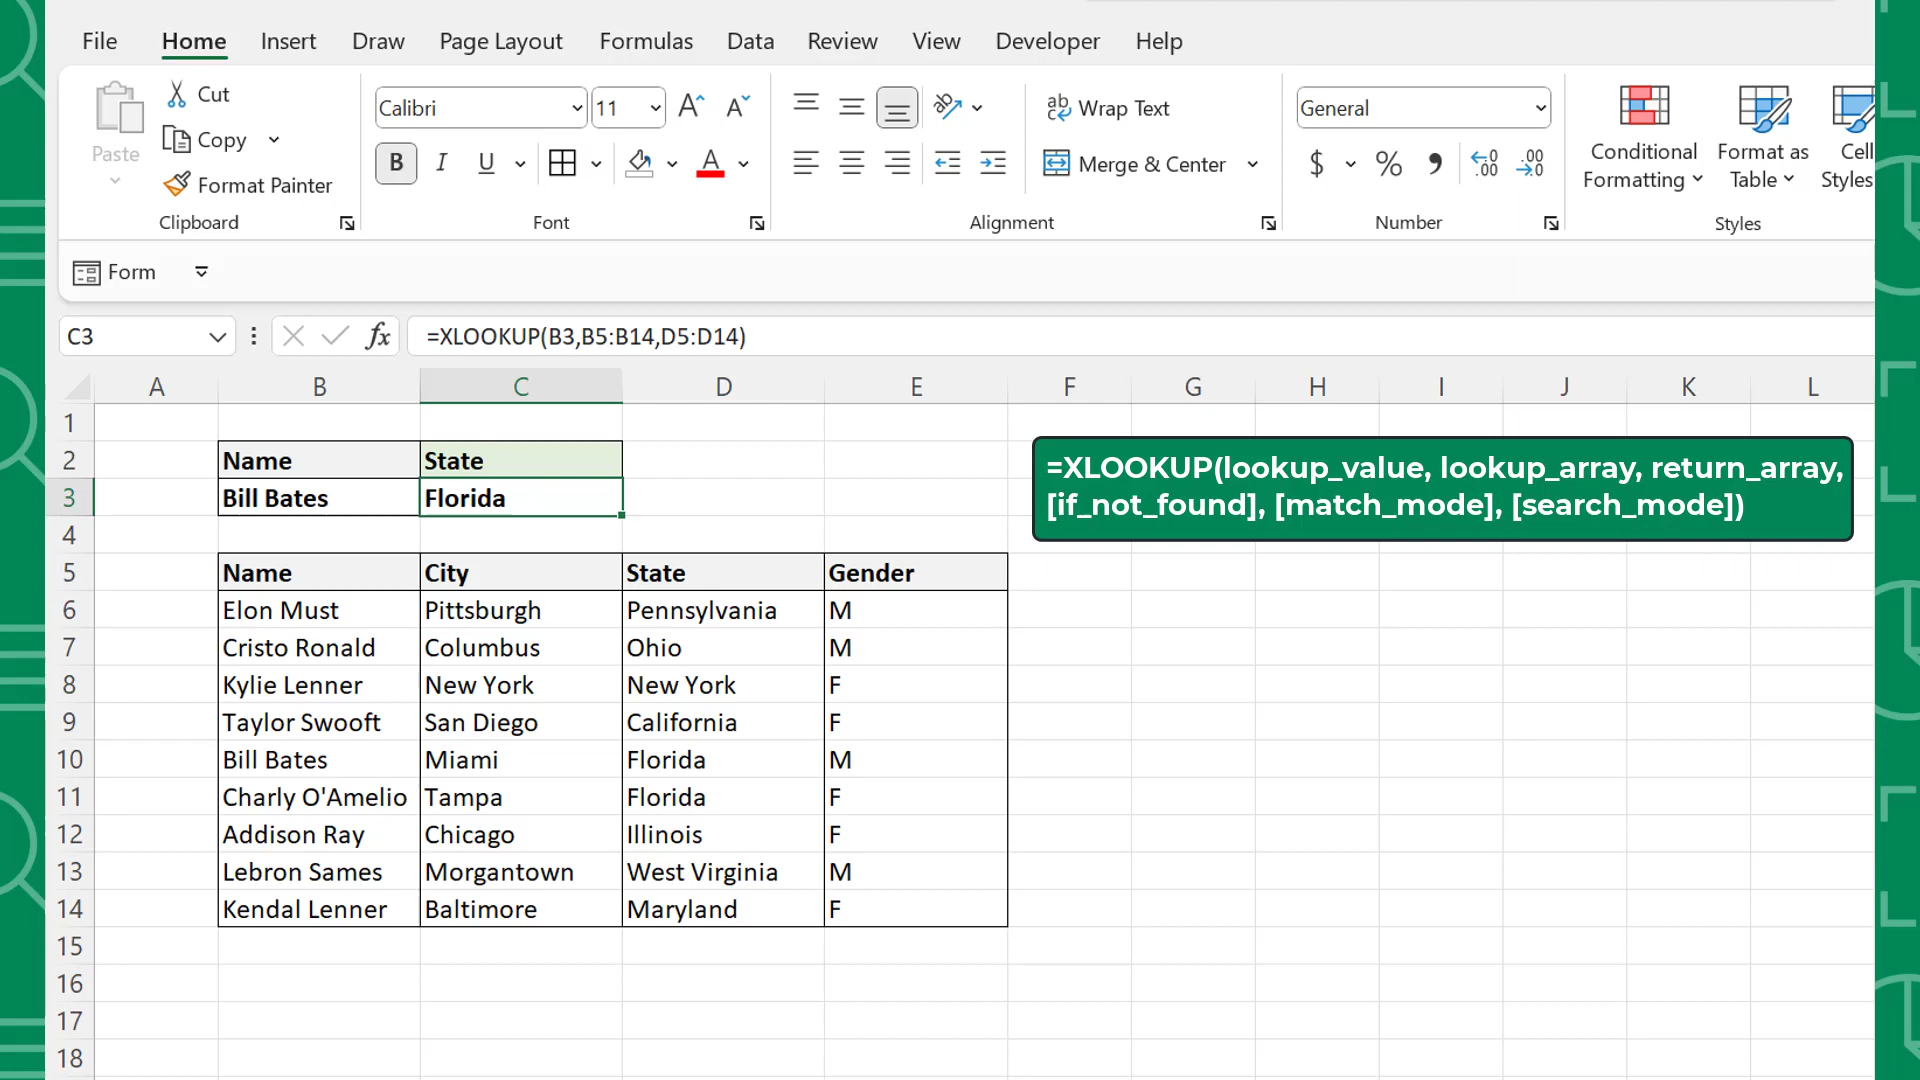 File Home Insert Draw Page Layout Formulas Data Review View Developer Help
Paste
Cut
Copy
Format Painter
Clipboard
Calibri 11 A A
B I U A
Font
ab Wrap Text
Merge & Center
Alignment
General
$ % , .00 .00
Number
Conditional Formatting
Format as Table
Cell Styles
Styles
Form
C3 fx =XLOOKUP(B3,B5:B14,D5:D14)
A B C D E F G H I J K L
1
2 Name State
3 Bill Bates Florida
4
5 Name City State Gender
6 Elon Must Pittsburgh Pennsylvania M
7 Cristo Ronald Columbus Ohio M
8 Kylie Lenner New York New York F
9 Taylor Swooft San Diego California F
10 Bill Bates Miami Florida M
11 Charly O'Amelio Tampa Florida F
12 Addison Ray Chicago Illinois F
13 Lebron Sames Morgantown West Virginia M
14 Kendal Lenner Baltimore Maryland F
15
16
17
18
=XLOOKUP(lookup_value, lookup_array, return_array,
[if_not_found], [match_mode], [search_mode])